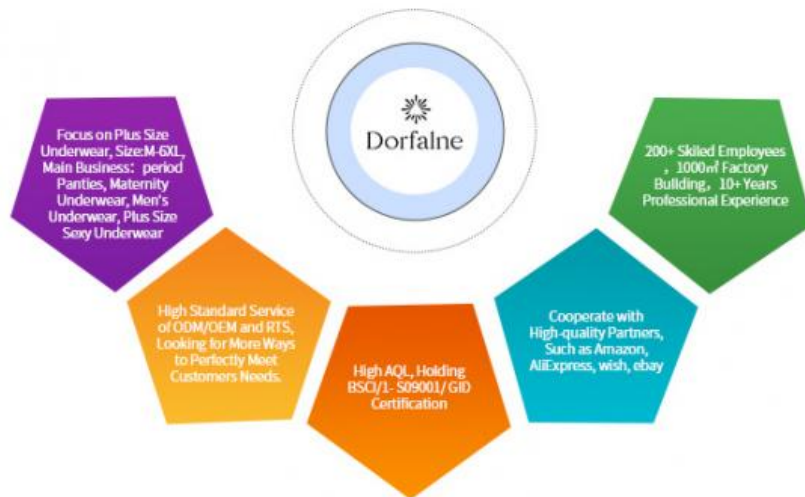 Dorfalne
Focus on Plus Size
Underwear, Size:M-6XL,
Main Business：period
Panties, Maternity
Underwear, Men's
Underwear, Plus Size
Sexy Underwear
High Standard Service
of ODM/OEM and RTS,
Looking for More Ways
to Perfectly Meet
Customers Needs.
High AQL, Holding
BSCI/1- S09001/ GID
Certification
Cooperate with
High-quality Partners,
Such as Amazon,
AliExpress, wish, ebay
200+ Skiled Employees
，1000㎡ Factory
Building，10+ Years
Professional Experience